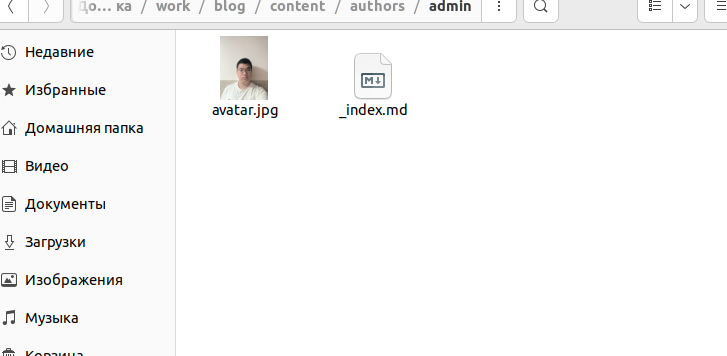 До... ка / work / blog / content / authors / admin
Недавние
Избранные
Домашняя папка
Видео
Документы
Загрузки
Изображения
Музыка
Корзина
avatar.jpg
_index.md